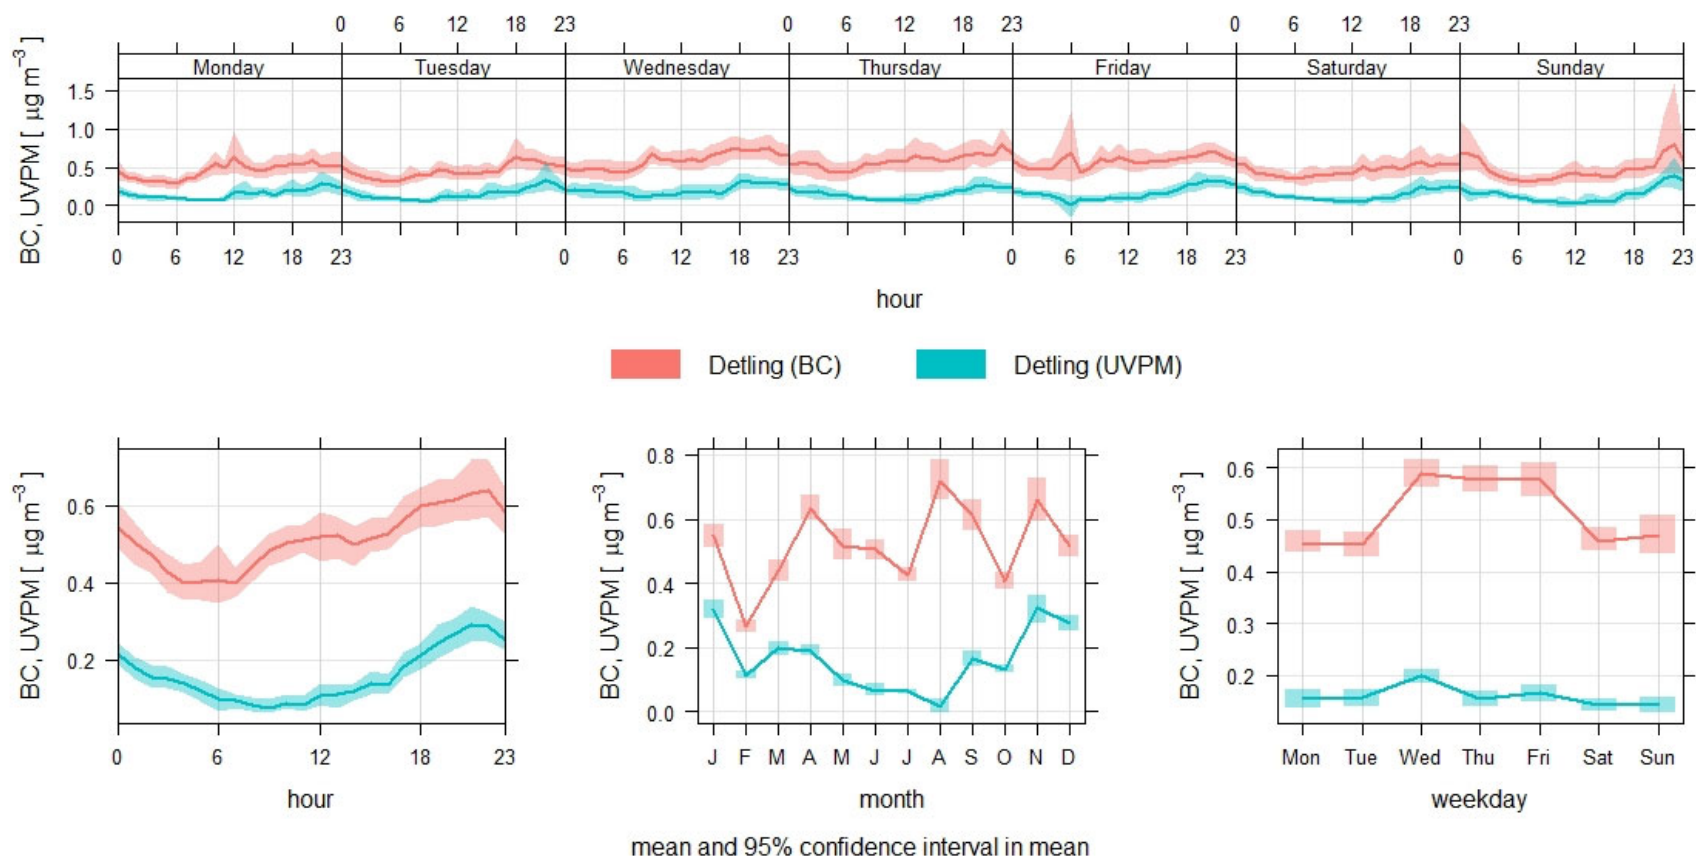 0 6 12 18 23 0 6 12 18 23 0 6 12 18 23
Monday Tuesday Wednesday Thursday Friday Saturday Sunday
BC, UVPM [ µg m⁻³ ]
1.5
1.0
0.5
0.0
0 6 12 18 23 0 6 12 18 23 0 6 12 18 23 0 6 12 18 23
hour
Detling (BC) Detling (UVPM)
BC, UVPM [ µg m⁻³ ]
0.6
0.4
0.2
0 6 12 18 23
hour
BC, UVPM [ µg m⁻³ ]
0.8
0.6
0.4
0.2
0.0
J F M A M J J A S O N D
month
BC, UVPM [ µg m⁻³ ]
0.6
0.5
0.4
0.3
0.2
Mon Tue Wed Thu Fri Sat Sun
weekday
mean and 95% confidence interval in mean